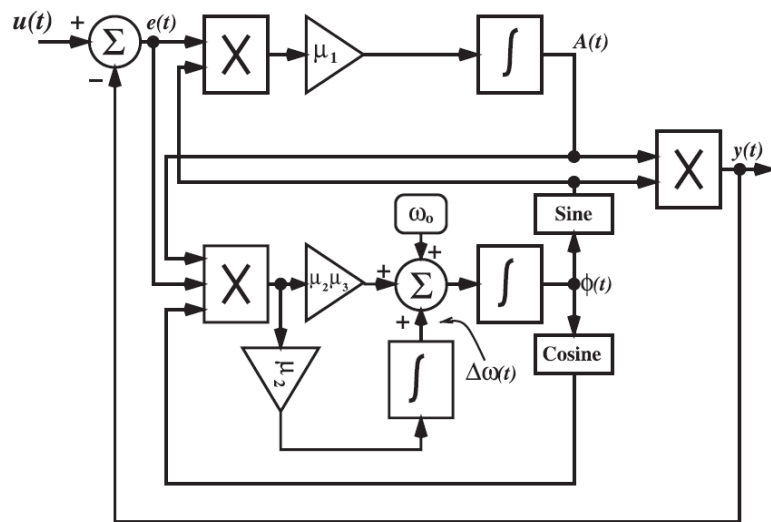 u(t)
+
Σ
e(t)
−
X
μ₁
∫
A(t)
X
y(t)
ω₀
Sine
X
μ₂μ₃
+
+
Σ
+
∫
ϕ(t)
μ₂
∫
Δω(t)
Cosine